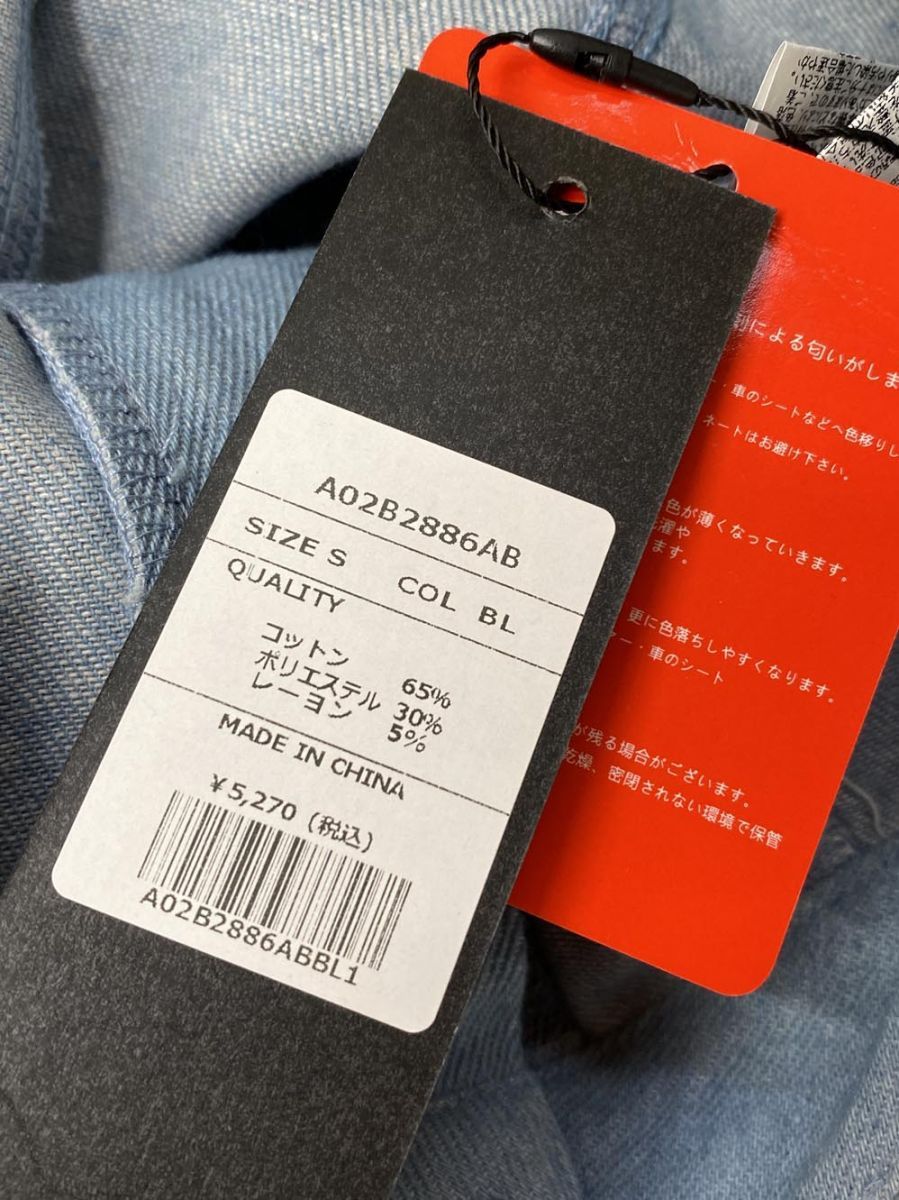 A02B2886AB
SIZE S COL BL
QUALITY
コットン 65%
ポリエステル 30%
レーヨン 5%
MADE IN CHINA
¥5,270 (税込)
A02B2886ABBL1
による匂いがしま
・車のシートなどへ色移りし
ネートはお避け下さい。
色が薄くなっていきます。
濯や
ます。
更に色落ちしやすくなります。
ー・車のシート
が残る場合がございます。
乾燥、密閉されない環境で保管